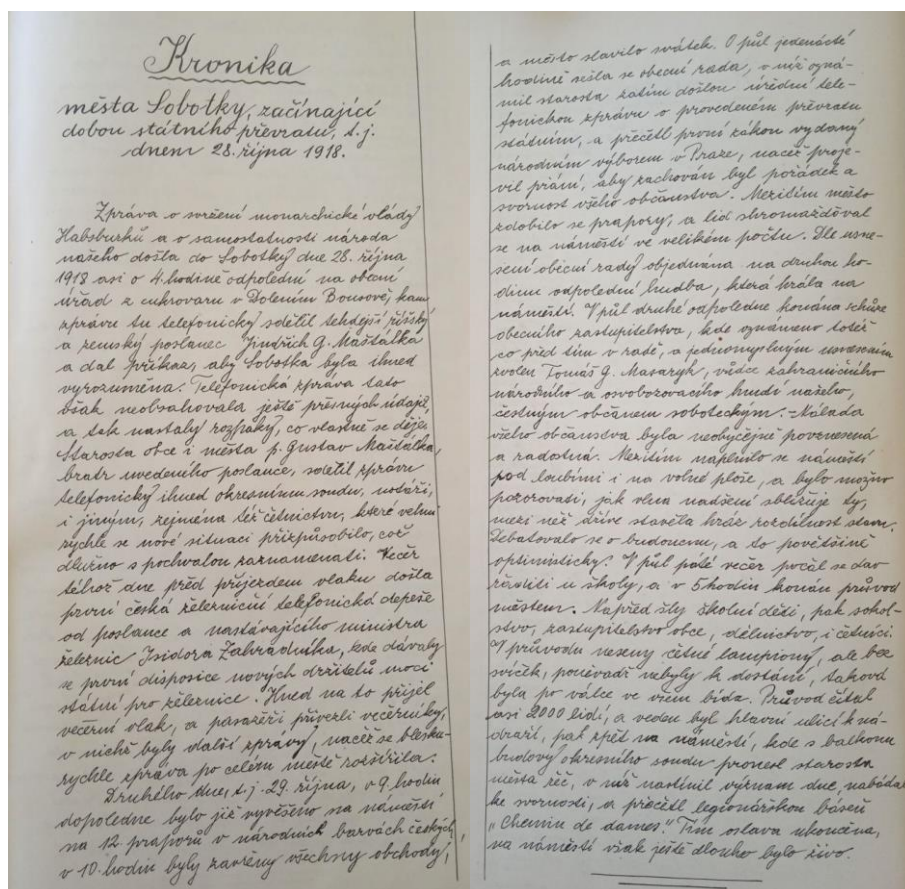 Kronika
města Sobotky, začínající
dobou státního převratu, t.j.
dnem 28. října 1918.
Zpráva o svržení monarchické vlády
Habsburků a o samostatnosti národa
našeho došla do Sobotky dne 28. října
1918 asi o 4. hodině odpolední na obecní
úřad z cukrovaru v Dolením Bousově, kam
zprávu tu telefonicky sdělil tehdejší říšský
a zemský poslanec Jindřich G. Maštálka
a dal příkaz, aby Sobotka byla ihned
vyrozuměna. Telefonická zpráva tato
však neobsahovala ještě přesných údajů,
a tak nastaly rozpaky, co vlastně se děje.
Starosta obce i města p. Gustav Maštálka,
bratr uvedeného poslance, sdělil zprávu
telefonicky ihned okresnímu soudu, notáři,
i jiným, zejména též četnictvu, které velmi
rychle se nové situaci přizpůsobilo, což
dlužno s pochvalou zaznamenati. Večer
téhož dne před příjezdem vlaku došla
první česká železniční telefonická depeše
od poslance a nastávajícího ministra
železnic Isidora Zahradníka, kde dávaly
se první disposice nových držitelů moci
státní pro železnice. Hned na to přijel
večerní vlak, a pasažéři přivezli večerníky,
v nichž byly další zprávy, načež se blesku-
rychle zpráva po celém městě rozšířila.
Druhého dne, t.j. 29. října, v 9. hodin
dopoledne bylo již vyvěšeno na náměstí
na 12 praporů v národních barvách českých,
v 10. hodin byly zavřeny všechny obchody,
a město slavilo svátek. O půl jedenácté
hodině sešla se obecní rada, v níž ozná-
mil starosta zatím došlou úřední tele-
fonickou zprávu o provedeném převratu
státním, a přečetl první zákon vydaný
národním výborem v Praze, načež proje-
vil přání, aby zachován byl pořádek a
svornost všeho občanstva. Mezitím město
zdobilo se prapory, a lid shromažďoval
se na náměstí ve velikém počtu. Dle usne-
sení obecní rady objednána na druhou ho-
dinu odpolední hudba, která hrála na
náměstí. V půl druhé odpoledne konána schůze
obecního zastupitelstva, kde oznámeno totéž
co před tím v radě, a jednomyslným usnesením
zvolen Tomáš G. Masaryk, vůdce zahraničního
národního a osvobozovacího hnutí našeho,
čestným občanem soboteckým. – Nálada
všeho občanstva byla neobyčejně povznesená
a radostná. Mezitím naplnilo se náměstí
pod loubími i na volné ploše, a bylo možno
pozorovati, jak vlna nadšení sbližuje ty,
mezi něž dříve stavěla hráz rozdílnost stavu.
Debatovalo se o budoucnu, a to povětšině
optimisticky. V půl páté večer počal se dav
řaditi u školy, a v 5 hodin konán průvod
městem. Napřed šly školní děti, pak sokol-
stvo, zastupitelstvo obce, dělnictvo, i četníci.
V průvodu neseny četné lampiony, ale bez
svíček, poněvadž nebyly k dostání, taková
byla po válce ve všem bída. Průvod čítal
asi 2000 lidí, a veden byl hlavní ulicí k ná-
draží, pak zpět na náměstí, kde s balkonu
budovy okresního soudu pronesl starosta
města řeč, v níž nastínil význam dne, nabádal
ke svornosti, a přečetl legionářskou báseň
„Chemin de dames." Tím oslava ukončena,
na náměstí však ještě dlouho bylo živo.